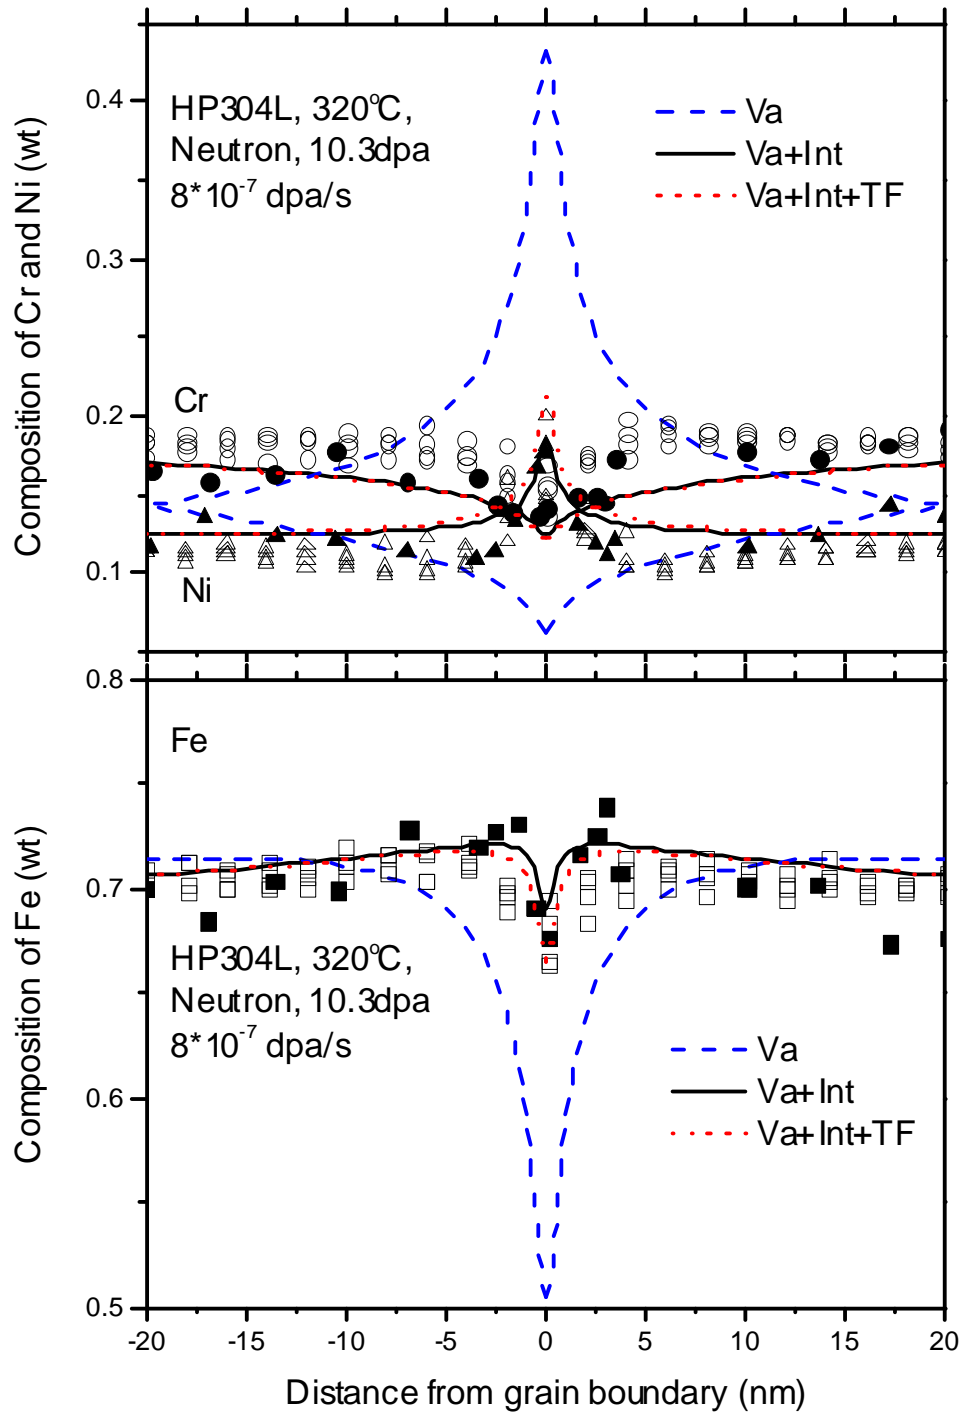 Composition of Cr and Ni (wt)
0.4
0.3
0.2
0.1
HP304L, 320°C,
Neutron, 10.3dpa
8*10⁻⁷ dpa/s
Va
Va+Int
Va+Int+TF
Cr
Ni
Composition of Fe (wt)
0.8
0.7
0.6
0.5
Fe
HP304L, 320°C,
Neutron, 10.3dpa
8*10⁻⁷ dpa/s
Va
Va+Int
Va+Int+TF
-20 -15 -10 -5 0 5 10 15 20
Distance from grain boundary (nm)